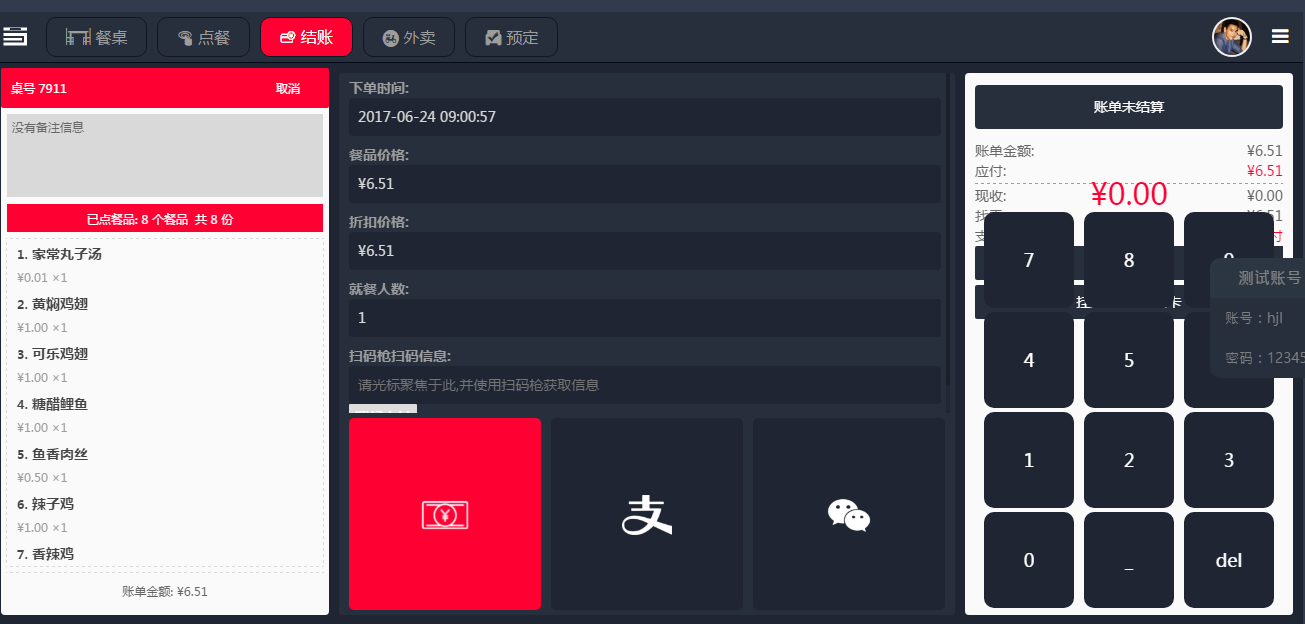 餐桌 点餐 结账 外卖 预定
桌号 7911 取消
没有备注信息
已点餐品: 8 个餐品 共 8 份
1. 家常丸子汤
¥0.01 ×1
2. 黄焖鸡翅
¥1.00 ×1
3. 可乐鸡翅
¥1.00 ×1
4. 糖醋鲤鱼
¥1.00 ×1
5. 鱼香肉丝
¥0.50 ×1
6. 辣子鸡
¥1.00 ×1
7. 香辣鸡
账单金额: ¥6.51
下单时间:
2017-06-24 09:00:57
餐品价格:
¥6.51
折扣价格:
¥6.51
就餐人数:
1
扫码枪扫码信息:
请光标聚焦于此,并使用扫码枪获取信息
支
账单未结算
账单金额: ¥6.51
应付: ¥6.51
现收: ¥0.00
¥0.00
7 8
4 5
1 2 3
0 _ del
测试账号
账号：hjl
密码：12345